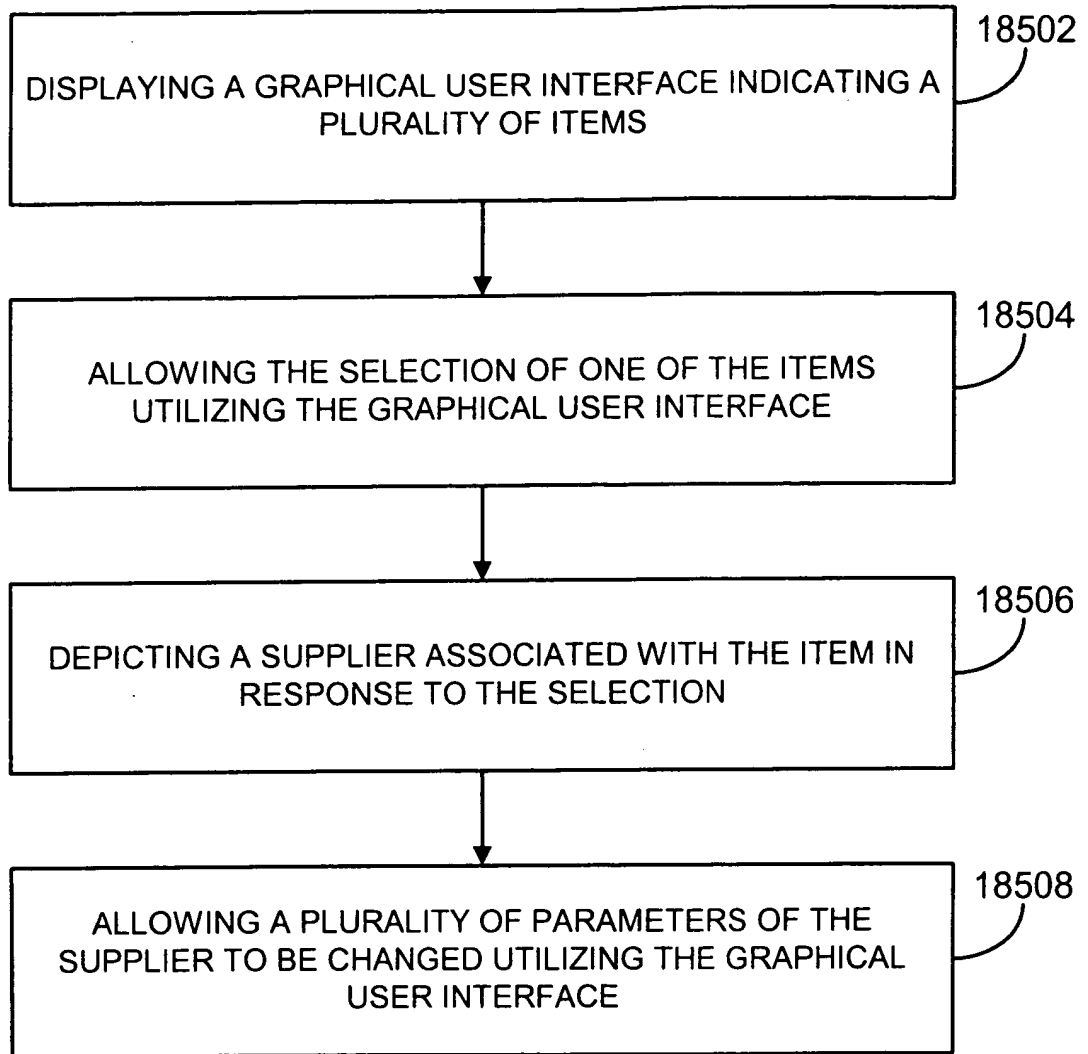 18502
DISPLAYING A GRAPHICAL USER INTERFACE INDICATING A
PLURALITY OF ITEMS
18504
ALLOWING THE SELECTION OF ONE OF THE ITEMS
UTILIZING THE GRAPHICAL USER INTERFACE
18506
DEPICTING A SUPPLIER ASSOCIATED WITH THE ITEM IN
RESPONSE TO THE SELECTION
18508
ALLOWING A PLURALITY OF PARAMETERS OF THE
SUPPLIER TO BE CHANGED UTILIZING THE GRAPHICAL
USER INTERFACE